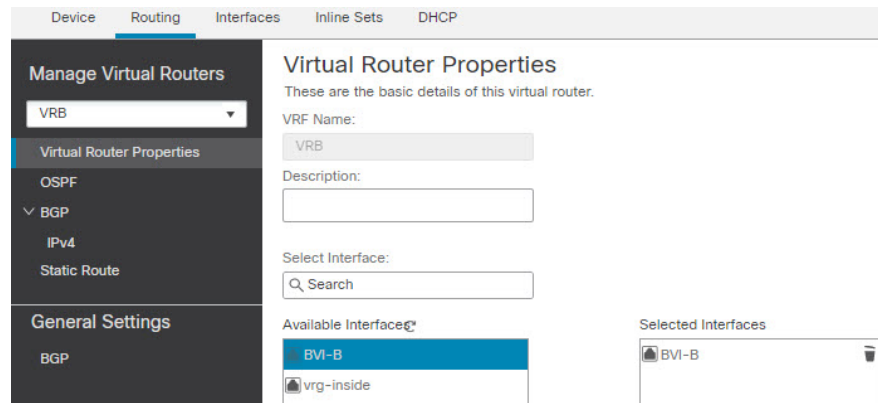 Device Routing Interfaces Inline Sets DHCP
Manage Virtual Routers
VRB
Virtual Router Properties
OSPF
BGP
IPv4
Static Route
General Settings
BGP
Virtual Router Properties
These are the basic details of this virtual router.
VRF Name:
VRB
Description:
Select Interface:
Search
Available Interfaces
BVI-B
vrg-inside
Selected Interfaces
BVI-B